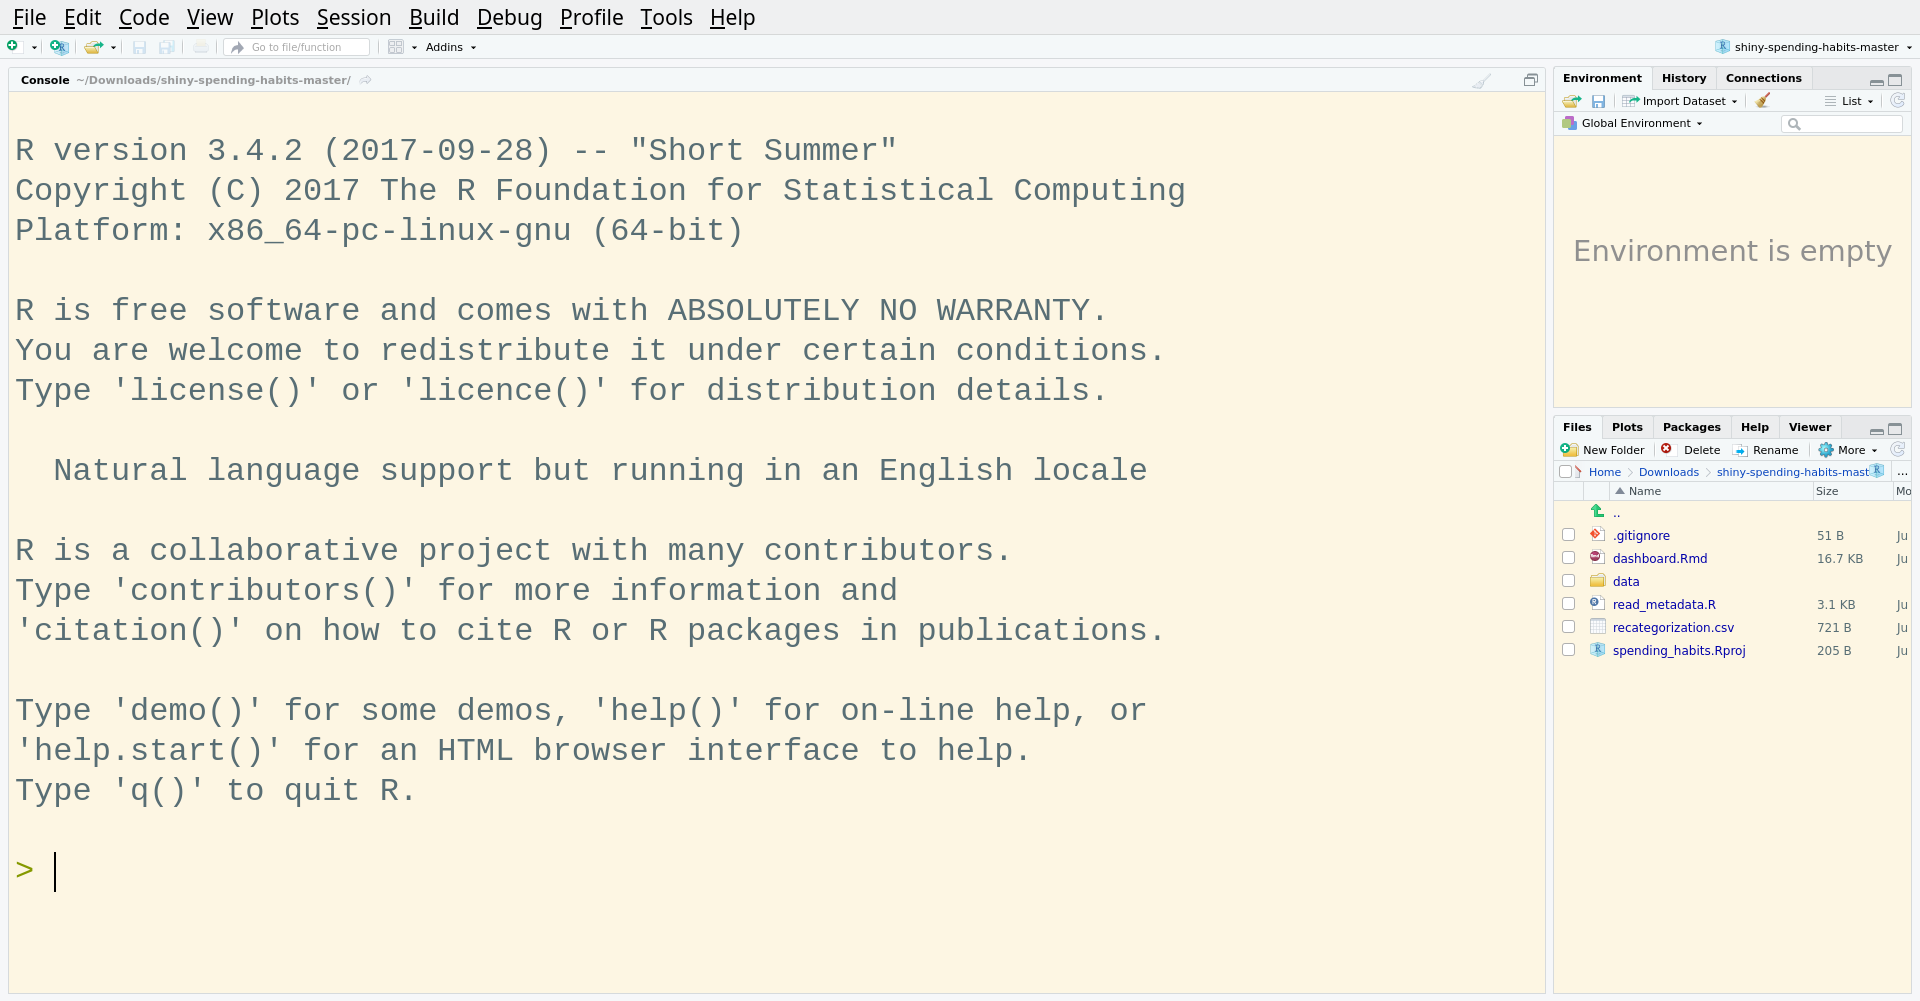 File Edit Code View Plots Session Build Debug Profile Tools Help
Go to file/function Addins shiny-spending-habits-master
Console ~/Downloads/shiny-spending-habits-master/
R version 3.4.2 (2017-09-28) -- "Short Summer"
Copyright (C) 2017 The R Foundation for Statistical Computing
Platform: x86_64-pc-linux-gnu (64-bit)
R is free software and comes with ABSOLUTELY NO WARRANTY.
You are welcome to redistribute it under certain conditions.
Type 'license()' or 'licence()' for distribution details.
Natural language support but running in an English locale
R is a collaborative project with many contributors.
Type 'contributors()' for more information and
'citation()' on how to cite R or R packages in publications.
Type 'demo()' for some demos, 'help()' for on-line help, or
'help.start()' for an HTML browser interface to help.
Type 'q()' to quit R.
>
Environment History Connections
Import Dataset List
Global Environment
Environment is empty
Files Plots Packages Help Viewer
New Folder Delete Rename More
Home Downloads shiny-spending-habits-mast ...
Name Size Mo
..
.gitignore 51 B Ju
dashboard.Rmd 16.7 KB Ju
data
read_metadata.R 3.1 KB Ju
recategorization.csv 721 B Ju
spending_habits.Rproj 205 B Ju